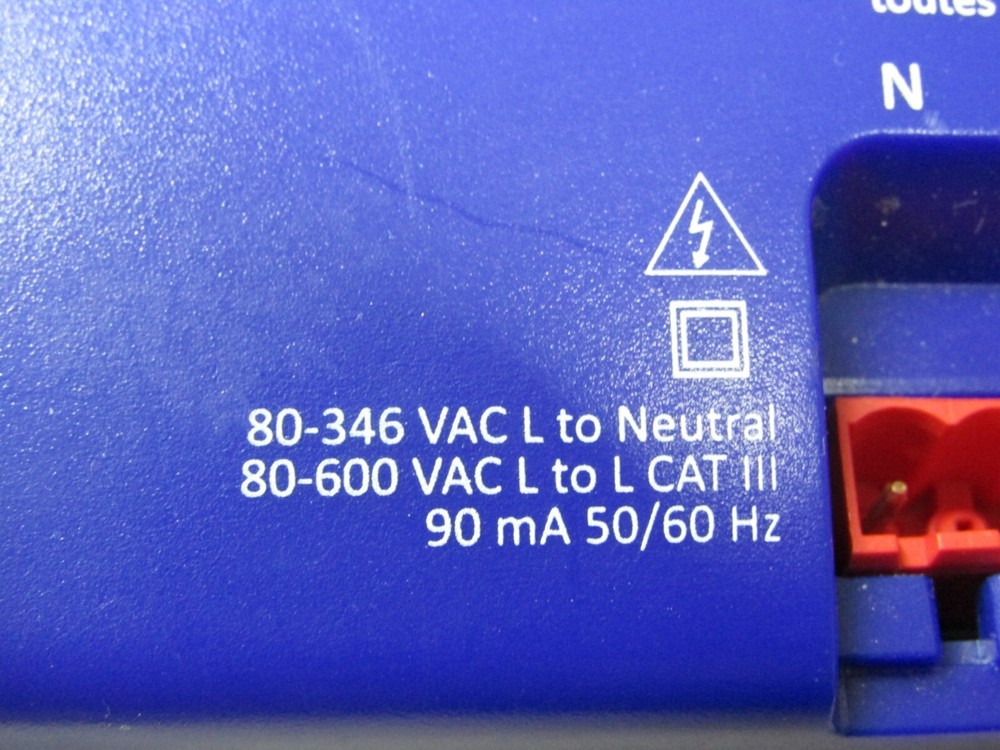 toutes
N
80-346 VAC L to Neutral
80-600 VAC L to L CAT III
90 mA 50/60 Hz